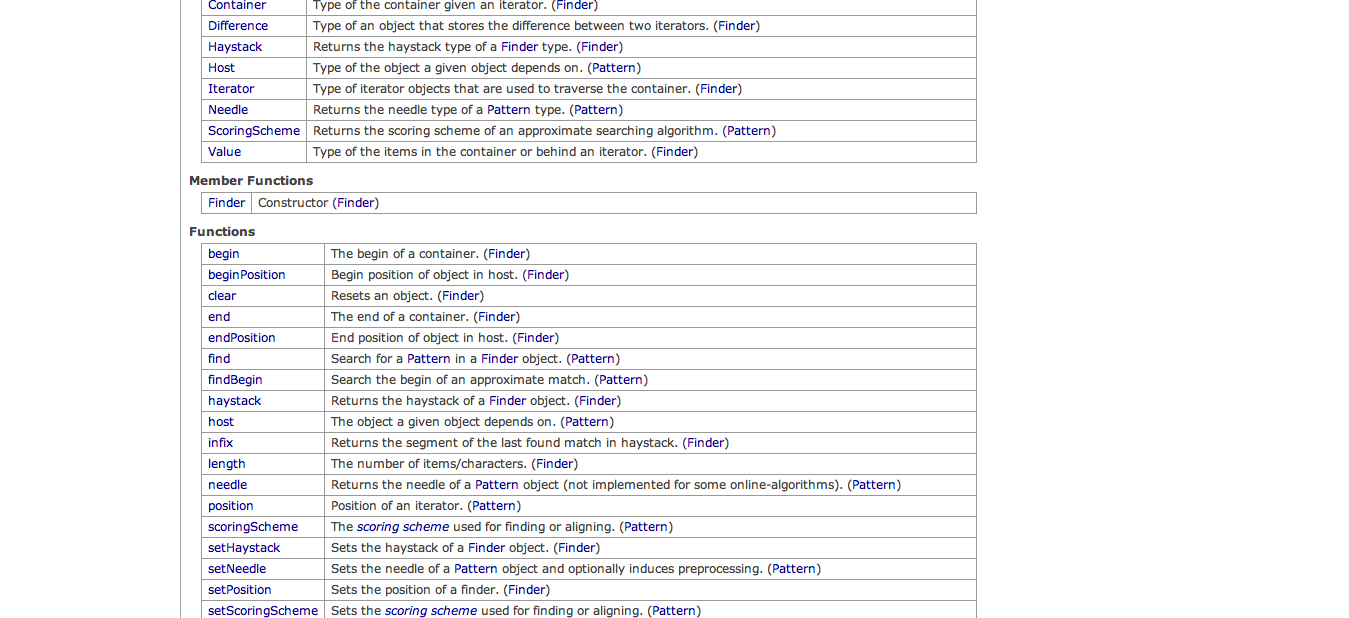 Container Type of the container given an iterator. (Finder)
Difference Type of an object that stores the difference between two iterators. (Finder)
Haystack Returns the haystack type of a Finder type. (Finder)
Host Type of the object a given object depends on. (Pattern)
Iterator Type of iterator objects that are used to traverse the container. (Finder)
Needle Returns the needle type of a Pattern type. (Pattern)
ScoringScheme Returns the scoring scheme of an approximate searching algorithm. (Pattern)
Value Type of the items in the container or behind an iterator. (Finder)
Member Functions
Finder Constructor (Finder)
Functions
begin The begin of a container. (Finder)
beginPosition Begin position of object in host. (Finder)
clear Resets an object. (Finder)
end The end of a container. (Finder)
endPosition End position of object in host. (Finder)
find Search for a Pattern in a Finder object. (Pattern)
findBegin Search the begin of an approximate match. (Pattern)
haystack Returns the haystack of a Finder object. (Finder)
host The object a given object depends on. (Pattern)
infix Returns the segment of the last found match in haystack. (Finder)
length The number of items/characters. (Finder)
needle Returns the needle of a Pattern object (not implemented for some online-algorithms). (Pattern)
position Position of an iterator. (Pattern)
scoringScheme The scoring scheme used for finding or aligning. (Pattern)
setHaystack Sets the haystack of a Finder object. (Finder)
setNeedle Sets the needle of a Pattern object and optionally induces preprocessing. (Pattern)
setPosition Sets the position of a finder. (Finder)
setScoringScheme Sets the scoring scheme used for finding or aligning. (Pattern)